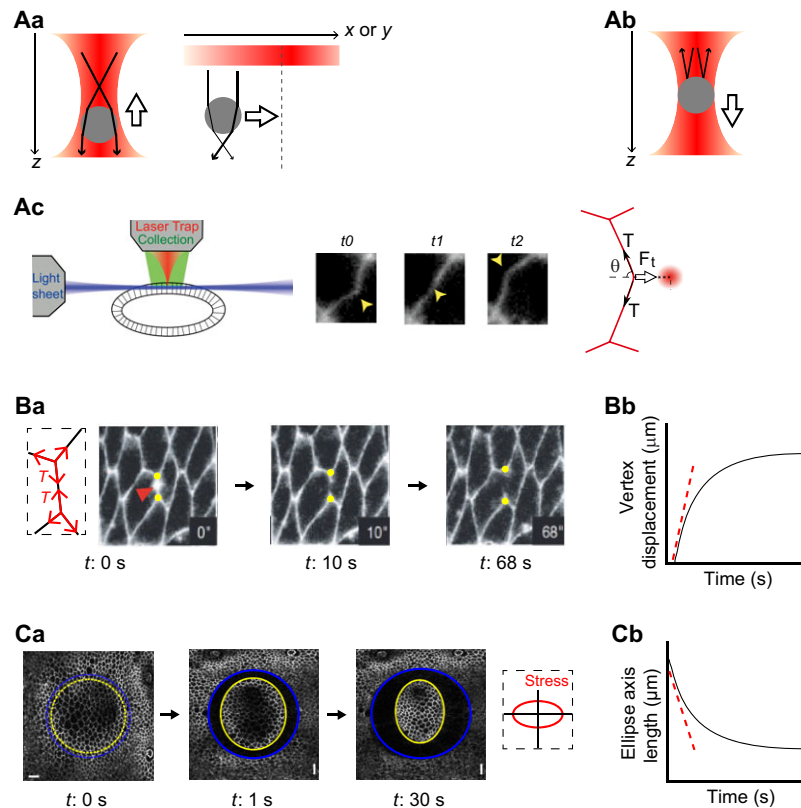 Aa
x or y
z
Ab
z
Ac
Laser Trap
Collection
Light
sheet
t0
t1
t2
T
θ
Ft
T
Ba
T
T
0"
10"
68"
t: 0 s
t: 10 s
t: 68 s
Bb
Vertex
displacement (μm)
Time (s)
Ca
Stress
t: 0 s
t: 1 s
t: 30 s
Cb
Ellipse axis
length (μm)
Time (s)